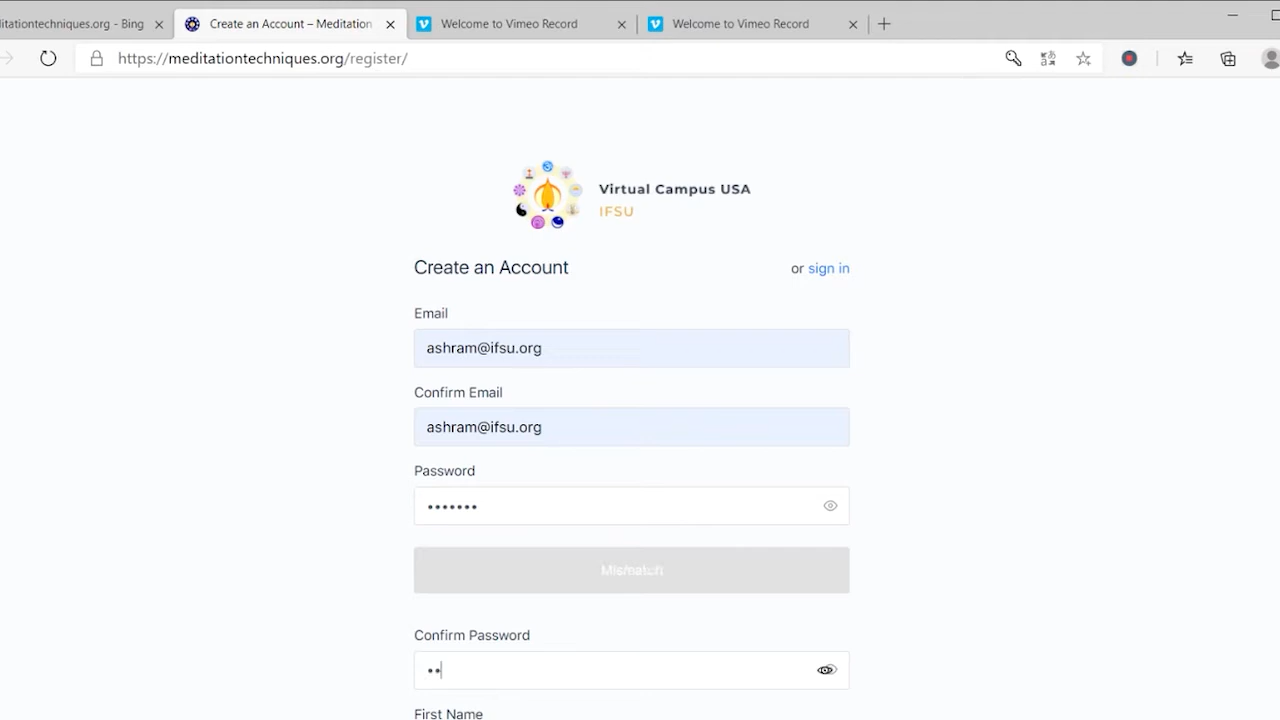 ditationtechniques.org - Bing
Create an Account – Meditation
Welcome to Vimeo Record
Welcome to Vimeo Record
https://meditationtechniques.org/register/
Virtual Campus USA
IFSU
Create an Account
or sign in
Email
ashram@ifsu.org
Confirm Email
ashram@ifsu.org
Password
•••••••
Confirm Password
••
First Name